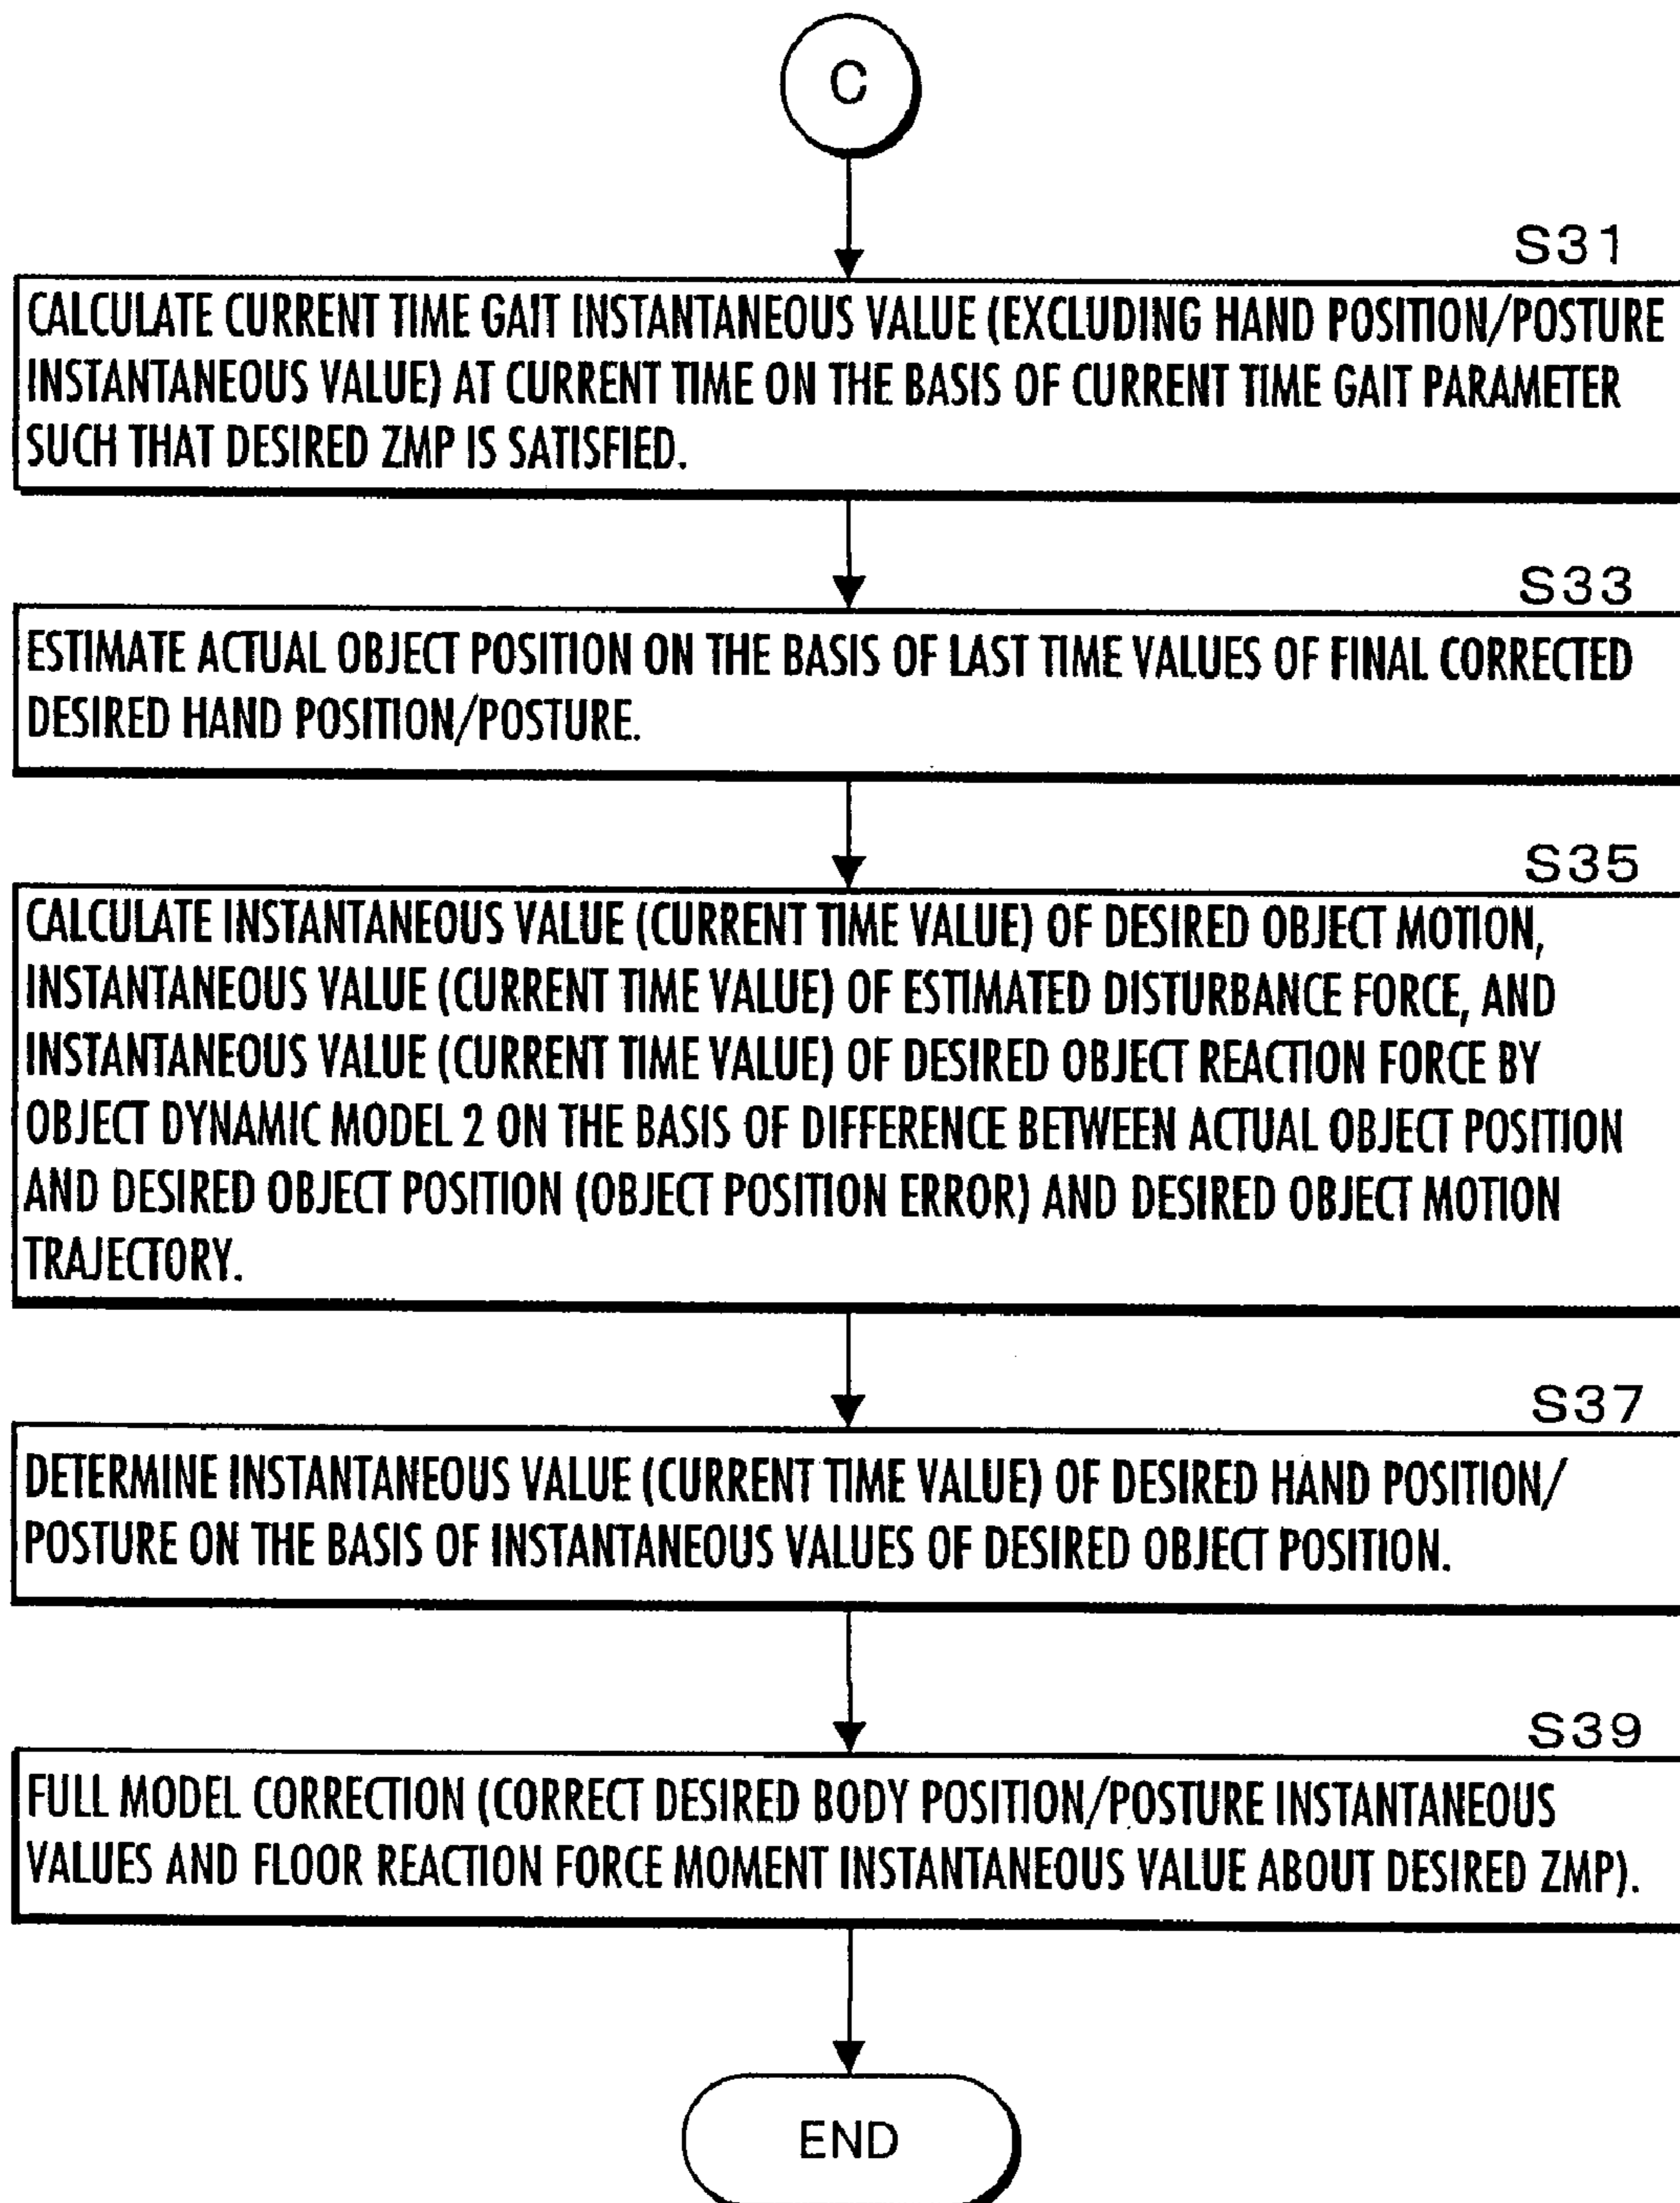 C
S31
CALCULATE CURRENT TIME GAIT INSTANTANEOUS VALUE (EXCLUDING HAND POSITION/POSTURE
INSTANTANEOUS VALUE) AT CURRENT TIME ON THE BASIS OF CURRENT TIME GAIT PARAMETER
SUCH THAT DESIRED ZMP IS SATISFIED.
S33
ESTIMATE ACTUAL OBJECT POSITION ON THE BASIS OF LAST TIME VALUES OF FINAL CORRECTED
DESIRED HAND POSITION/POSTURE.
S35
CALCULATE INSTANTANEOUS VALUE (CURRENT TIME VALUE) OF DESIRED OBJECT MOTION,
INSTANTANEOUS VALUE (CURRENT TIME VALUE) OF ESTIMATED DISTURBANCE FORCE, AND
INSTANTANEOUS VALUE (CURRENT TIME VALUE) OF DESIRED OBJECT REACTION FORCE BY
OBJECT DYNAMIC MODEL 2 ON THE BASIS OF DIFFERENCE BETWEEN ACTUAL OBJECT POSITION
AND DESIRED OBJECT POSITION (OBJECT POSITION ERROR) AND DESIRED OBJECT MOTION
TRAJECTORY.
S37
DETERMINE INSTANTANEOUS VALUE (CURRENT TIME VALUE) OF DESIRED HAND POSITION/
POSTURE ON THE BASIS OF INSTANTANEOUS VALUES OF DESIRED OBJECT POSITION.
S39
FULL MODEL CORRECTION (CORRECT DESIRED BODY POSITION/POSTURE INSTANTANEOUS
VALUES AND FLOOR REACTION FORCE MOMENT INSTANTANEOUS VALUE ABOUT DESIRED ZMP).
END